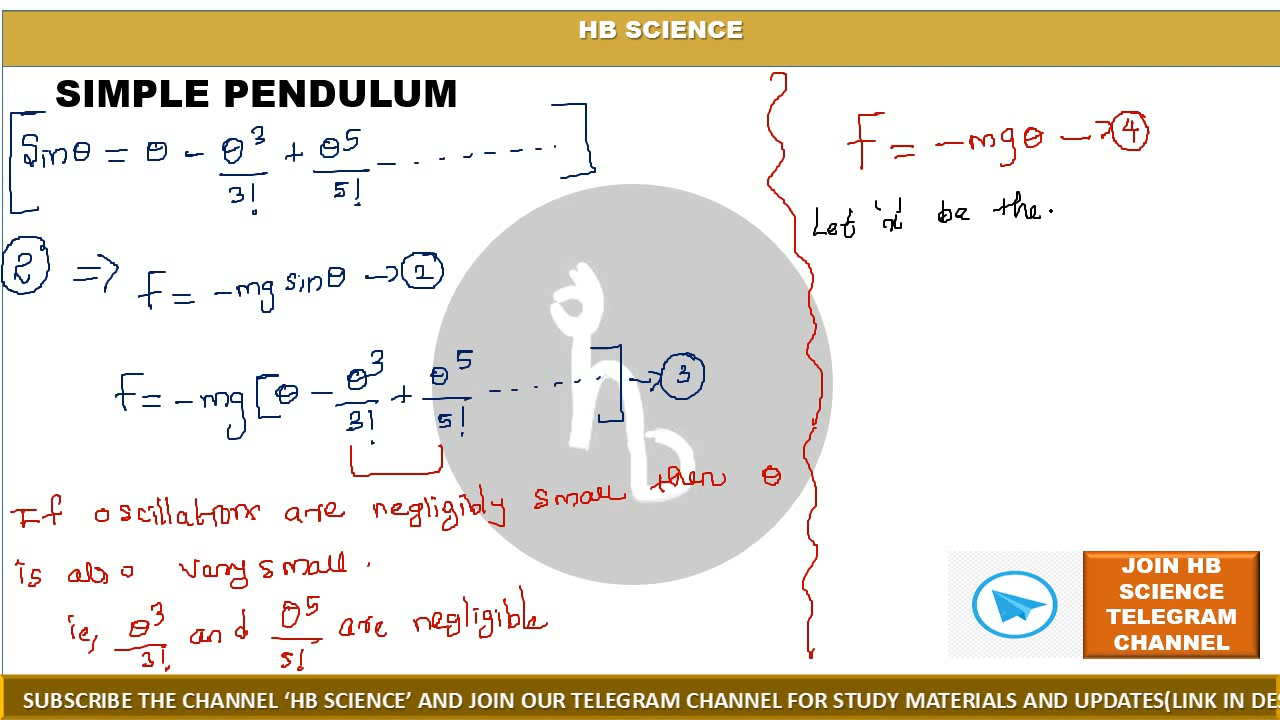 HB SCIENCE
SIMPLE PENDULUM
[Sinθ = θ - θ³/3! + θ⁵/5! - .........]
② => F = -mg sinθ → ②
F = -mg [θ - θ³/3! + θ⁵/5! ........] → ③
If oscillations are negligibly small then θ
is also very small.
ie, θ³/3! and θ⁵/5! are negligible
F = -mgθ → ④
Let 'x' be the.
JOIN HB
SCIENCE
TELEGRAM
CHANNEL
SUBSCRIBE THE CHANNEL ‘HB SCIENCE’ AND JOIN OUR TELEGRAM CHANNEL FOR STUDY MATERIALS AND UPDATES(LINK IN DE